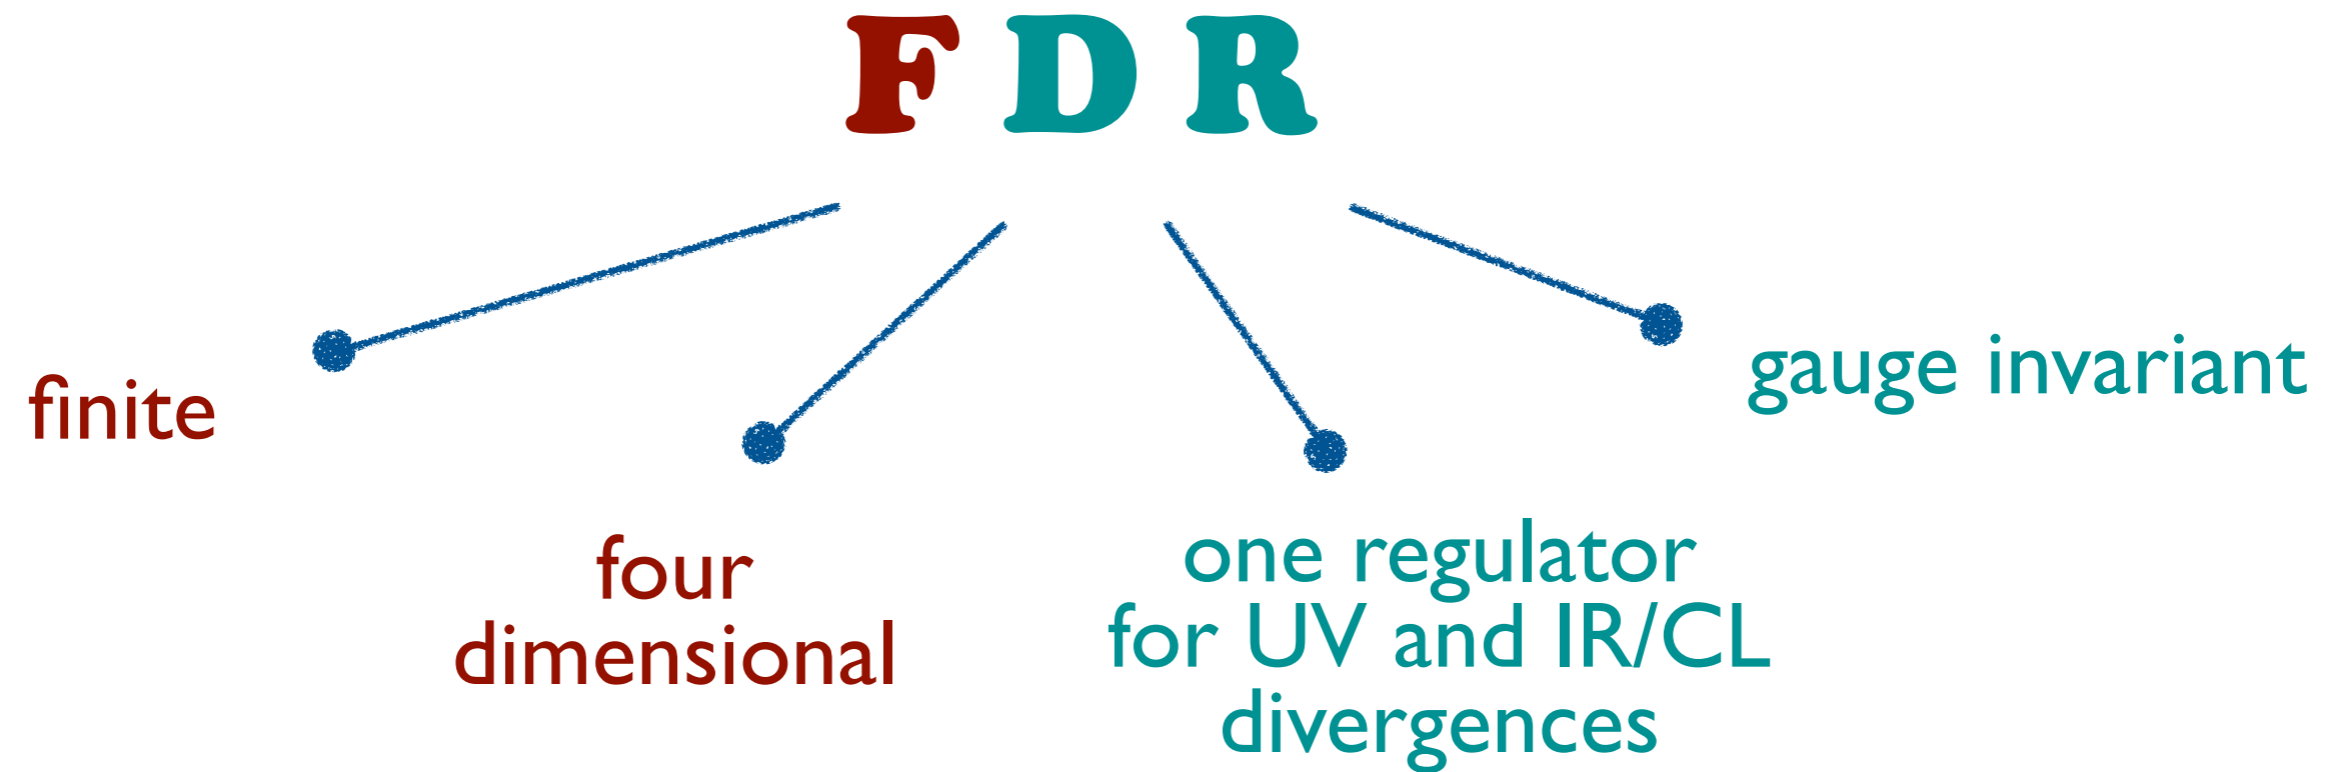 F D R
finite
four
dimensional
one regulator
for UV and IR/CL
divergences
gauge invariant